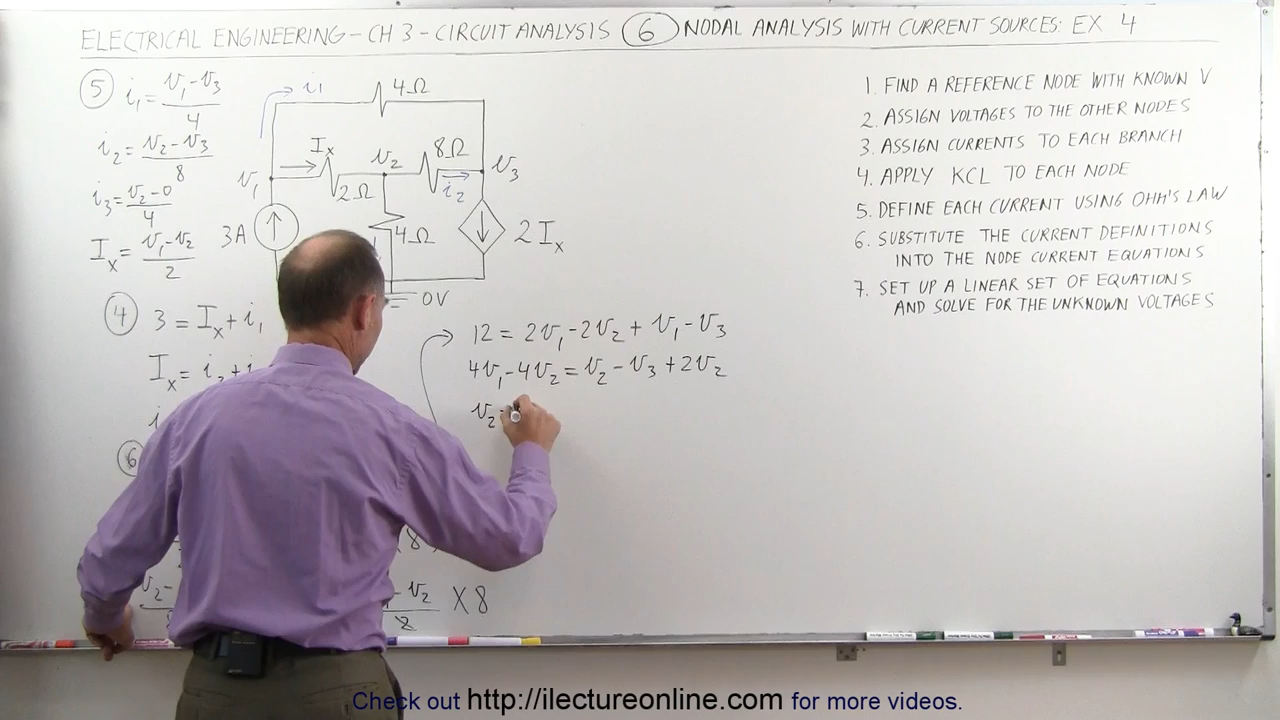 ELECTRICAL ENGINEERING - CH 3 - CIRCUIT ANALYSIS (6) NODAL ANALYSIS WITH CURRENT SOURCES: EX 4
(5) i₁ = (v₁ - v₃)/4
i₂ = (v₂ - v₃)/8
i₃ = (v₂ - 0)/4
Iₓ = (v₁ - v₂)/2
i₁
4Ω
Iₓ
v₂
8Ω
v₁
2Ω
i₂
v₃
3A
4Ω
2Iₓ
0V
(4) 3 = Iₓ + i₁
Iₓ = i₂ +
(6)
12 = 2v₁ - 2v₂ + v₁ - v₃
4v₁ - 4v₂ = v₂ - v₃ + 2v₂
v₂
8
v₂ -
v₂
2
X 8
1. FIND A REFERENCE NODE WITH KNOWN V
2. ASSIGN VOLTAGES TO THE OTHER NODES
3. ASSIGN CURRENTS TO EACH BRANCH
4. APPLY KCL TO EACH NODE
5. DEFINE EACH CURRENT USING OHM'S LAW
6. SUBSTITUTE THE CURRENT DEFINITIONS
INTO THE NODE CURRENT EQUATIONS
7. SET UP A LINEAR SET OF EQUATIONS
AND SOLVE FOR THE UNKNOWN VOLTAGES
Check out http://ilectureonline.com for more videos.